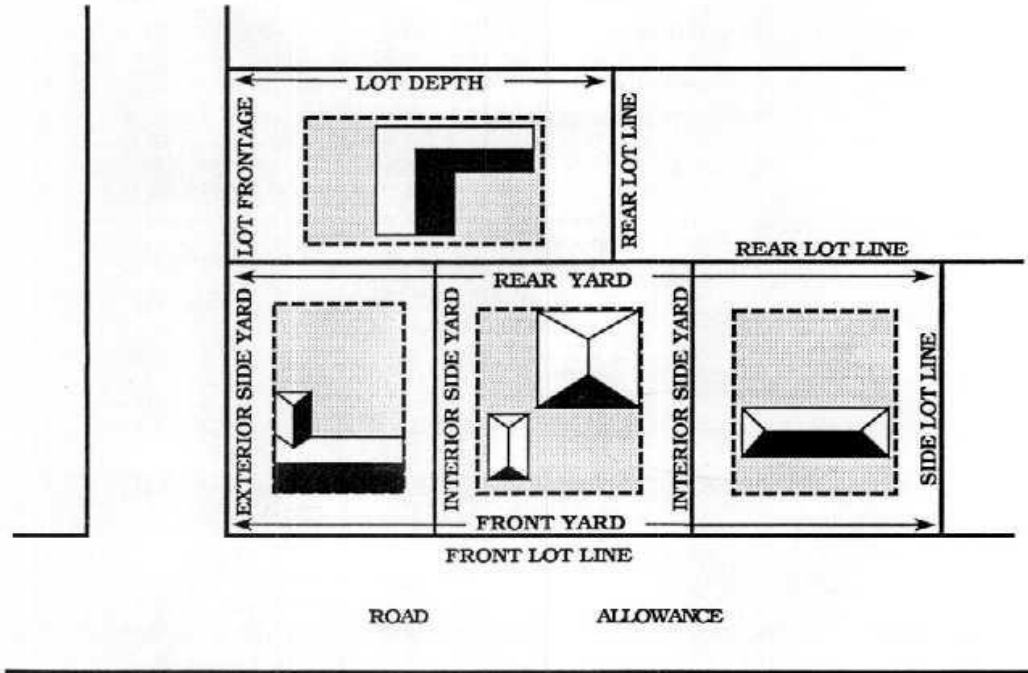 LOT DEPTH
LOT FRONTAGE
REAR LOT LINE
REAR LOT LINE
REAR YARD
EXTERIOR SIDE YARD
INTERIOR SIDE YARD
INTERIOR SIDE YARD
SIDE LOT LINE
FRONT YARD
FRONT LOT LINE
ROAD ALLOWANCE